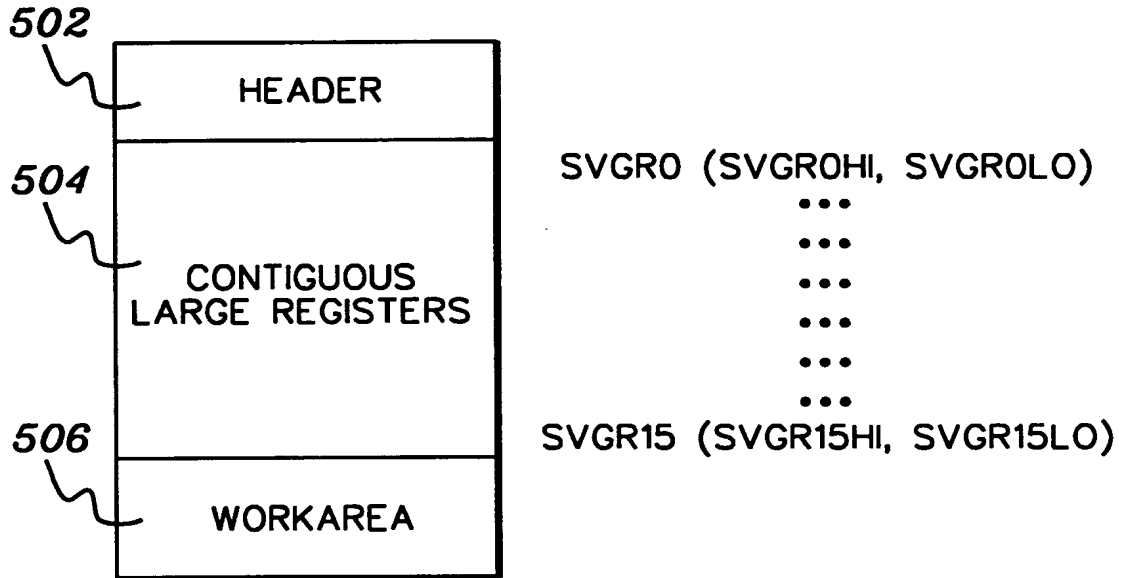 502
HEADER
504
SVGR0 (SVGR0HI, SVGR0LO)
•••
•••
•••
•••
•••
•••
CONTIGUOUS
LARGE REGISTERS
SVGR15 (SVGR15HI, SVGR15LO)
506
WORKAREA